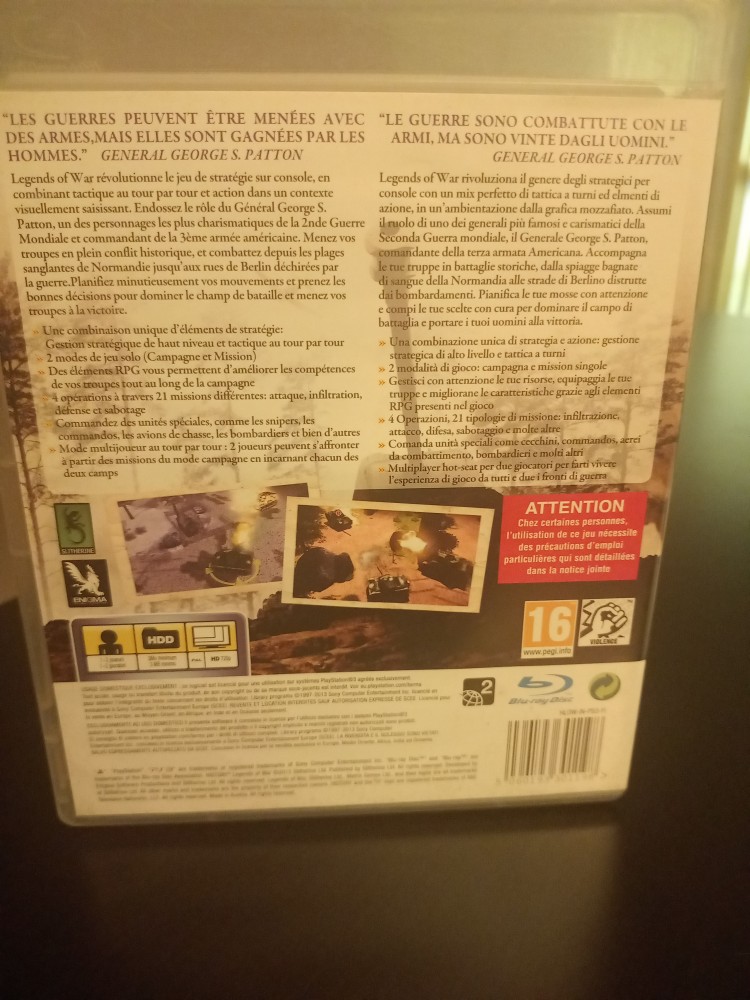 “LES GUERRES PEUVENT ÊTRE MENÉES AVEC
DES ARMES,MAIS ELLES SONT GAGNÉES PAR LES
HOMMES.” GENERAL GEORGE S. PATTON
Legends of War révolutionne le jeu de stratégie sur console, en
combinant tactique au tour par tour et action dans un contexte
visuellement saisissant. Endossez le rôle du Général George S.
Patton, un des personnages les plus charismatiques de la 2nde Guerre
Mondiale et commandant de la 3ème armée américaine. Menez vos
troupes en plein conflit historique, et combattez depuis les plages
sanglantes de Normandie jusqu'aux rues de Berlin déchirées par
la guerre.Planifiez minutieusement vos mouvements et prenez les
bonnes décisions pour dominer le champ de bataille et menez vos
troupes à la victoire.
» Une combinaison unique d'éléments de stratégie:
Gestion stratégique de haut niveau et tactique au tour par tour
» 2 modes de jeu solo (Campagne et Mission)
» Des éléments RPG vous permettent d'améliorer les compétences
de vos troupes tout au long de la campagne
» 4 opérations à travers 21 missions différentes: attaque, infiltration,
défense et sabotage
» Commandez des unités spéciales, comme les snipers, les
commandos, les avions de chasse, les bombardiers et bien d'autres
» Mode multijoueur au tour par tour : 2 joueurs peuvent s'affronter
à partir des missions du mode campagne en incarnant chacun des
deux camps
“LE GUERRE SONO COMBATTUTE CON LE
ARMI, MA SONO VINTE DAGLI UOMINI.”
GENERAL GEORGE S. PATTON
Legends of War rivoluziona il genere degli strategici per
console con un mix perfetto di tattica a turni ed elmenti di
azione, in un'ambientazione dalla grafica mozzafiato. Assumi
il ruolo di uno dei generali più famosi e carismatici della
Seconda Guerra mondiale, il Generale George S. Patton,
comandante della terza armata Americana. Accompagna
le tue truppe in battaglie storiche, dalla spiagge bagnate
di sangue della Normandia alle strade di Berlino distrutte
dai bombardamenti. Pianifica le tue mosse con attenzione
e compi le tue scelte con cura per dominare il campo di
battaglia e portare i tuoi uomini alla vittoria.
» Una combinazione unica di strategia e azione: gestione
strategica di alto livello e tattica a turni
» 2 modalità di gioco: campagna e mission singole
» Gestisci con attenzione le tue risorse, equipaggia le tue
truppe e migliorane le caratteristiche grazie agli elementi
RPG presenti nel gioco
» 4 Operazioni, 21 tipologie di missione: infiltrazione,
attacco, difesa, sabotaggio e molte altre
» Comanda unità speciali come cecchini, commandos, aerei
da combattimento, bombardieri e molti altri
» Multiplayer hot-seat per due giocatori per farti vivere
l'esperienza di gioco da tutti e due i fronti di guerra
SLITHERINE
ENIGMA
ATTENTION
Chez certaines personnes,
l'utilisation de ce jeu nécessite
des précautions d'emploi
particulières qui sont détaillées
dans la notice jointe
16
www.pegi.info
VIOLENCE
HDD
HD 720p
2
Blu-ray Disc